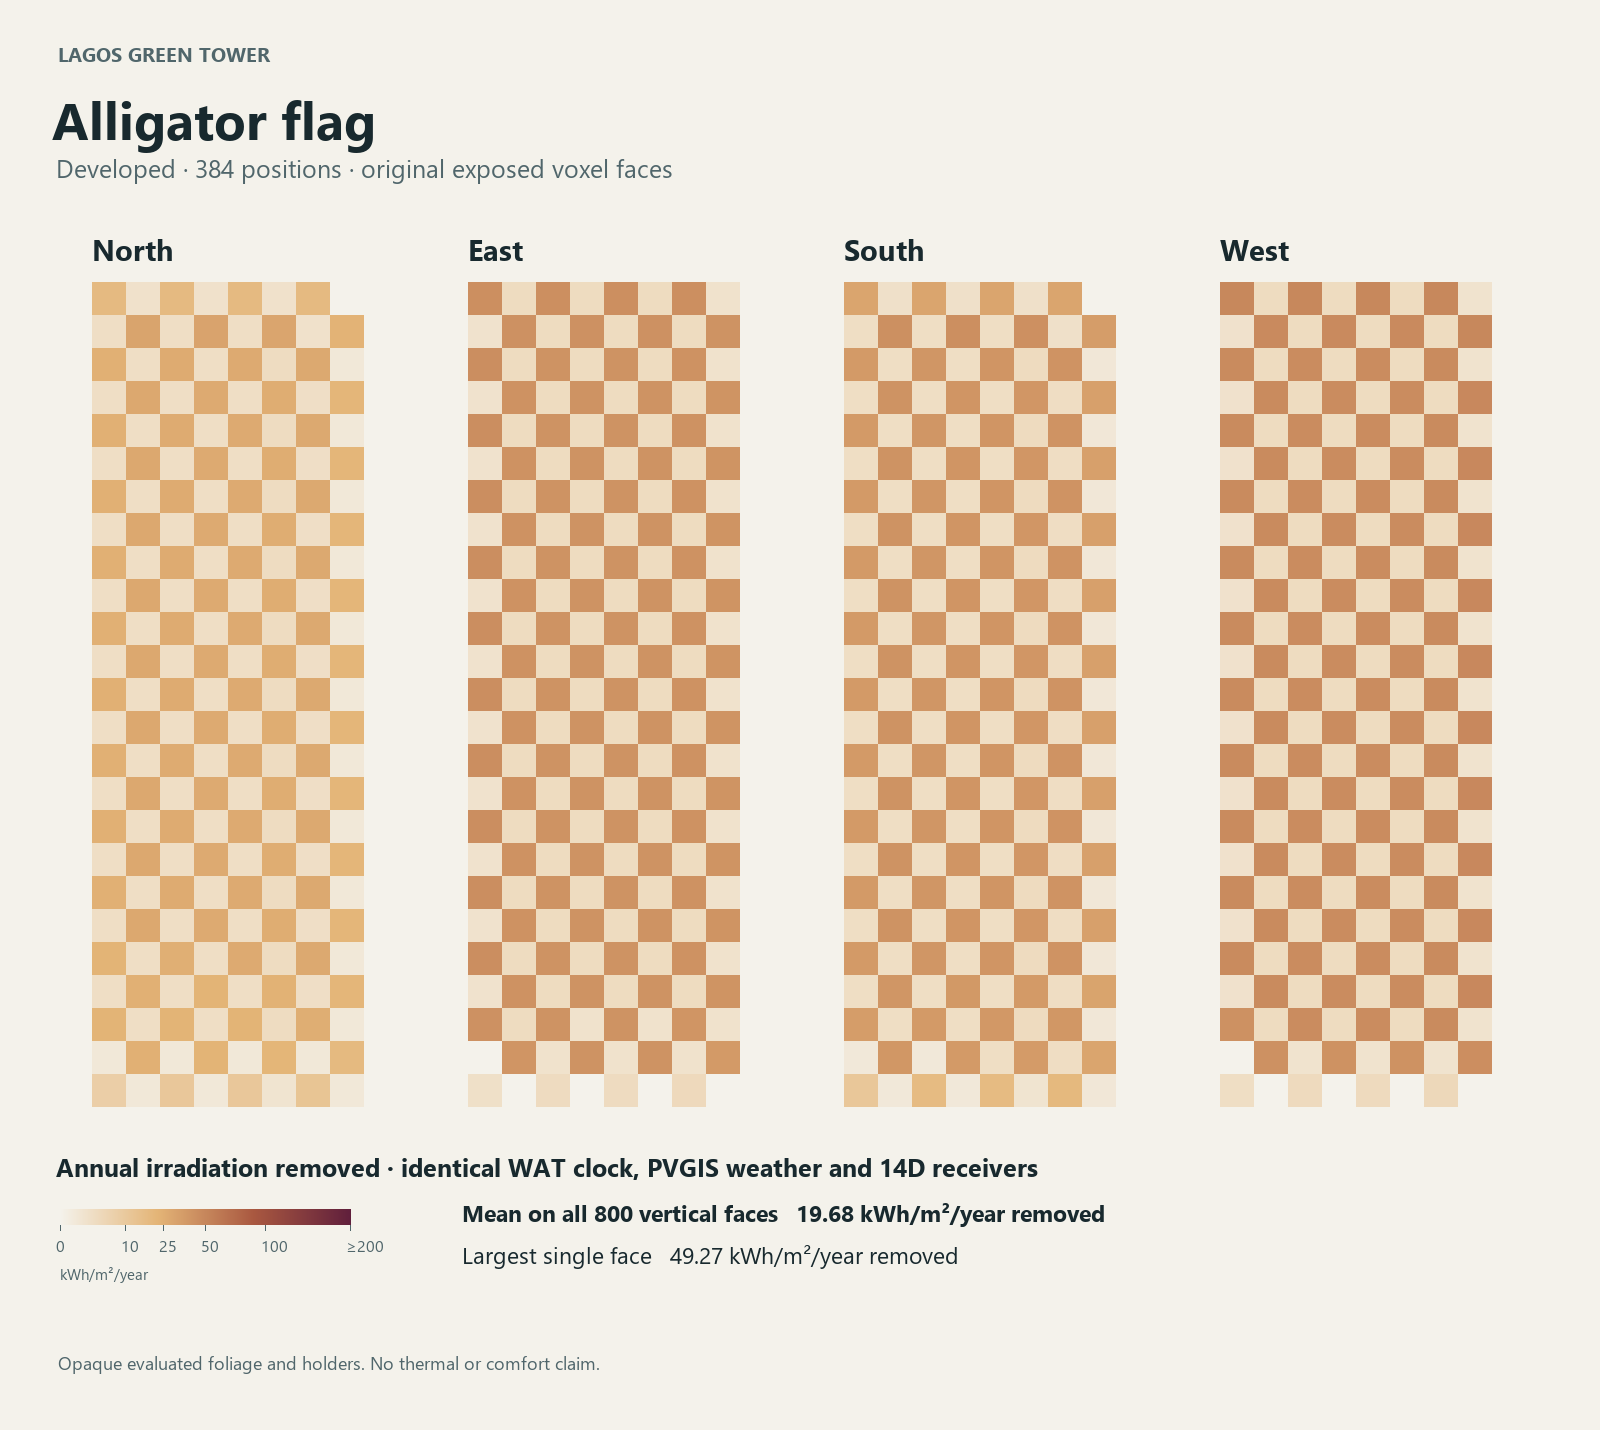 LAGOS GREEN TOWER
Alligator flag
Developed · 384 positions · original exposed voxel faces
North East South West
Annual irradiation removed · identical WAT clock, PVGIS weather and 14D receivers
Mean on all 800 vertical faces 19.68 kWh/m²/year removed
0 10 25 50 100 ≥200
Largest single face 49.27 kWh/m²/year removed
kWh/m²/year
Opaque evaluated foliage and holders. No thermal or comfort claim.